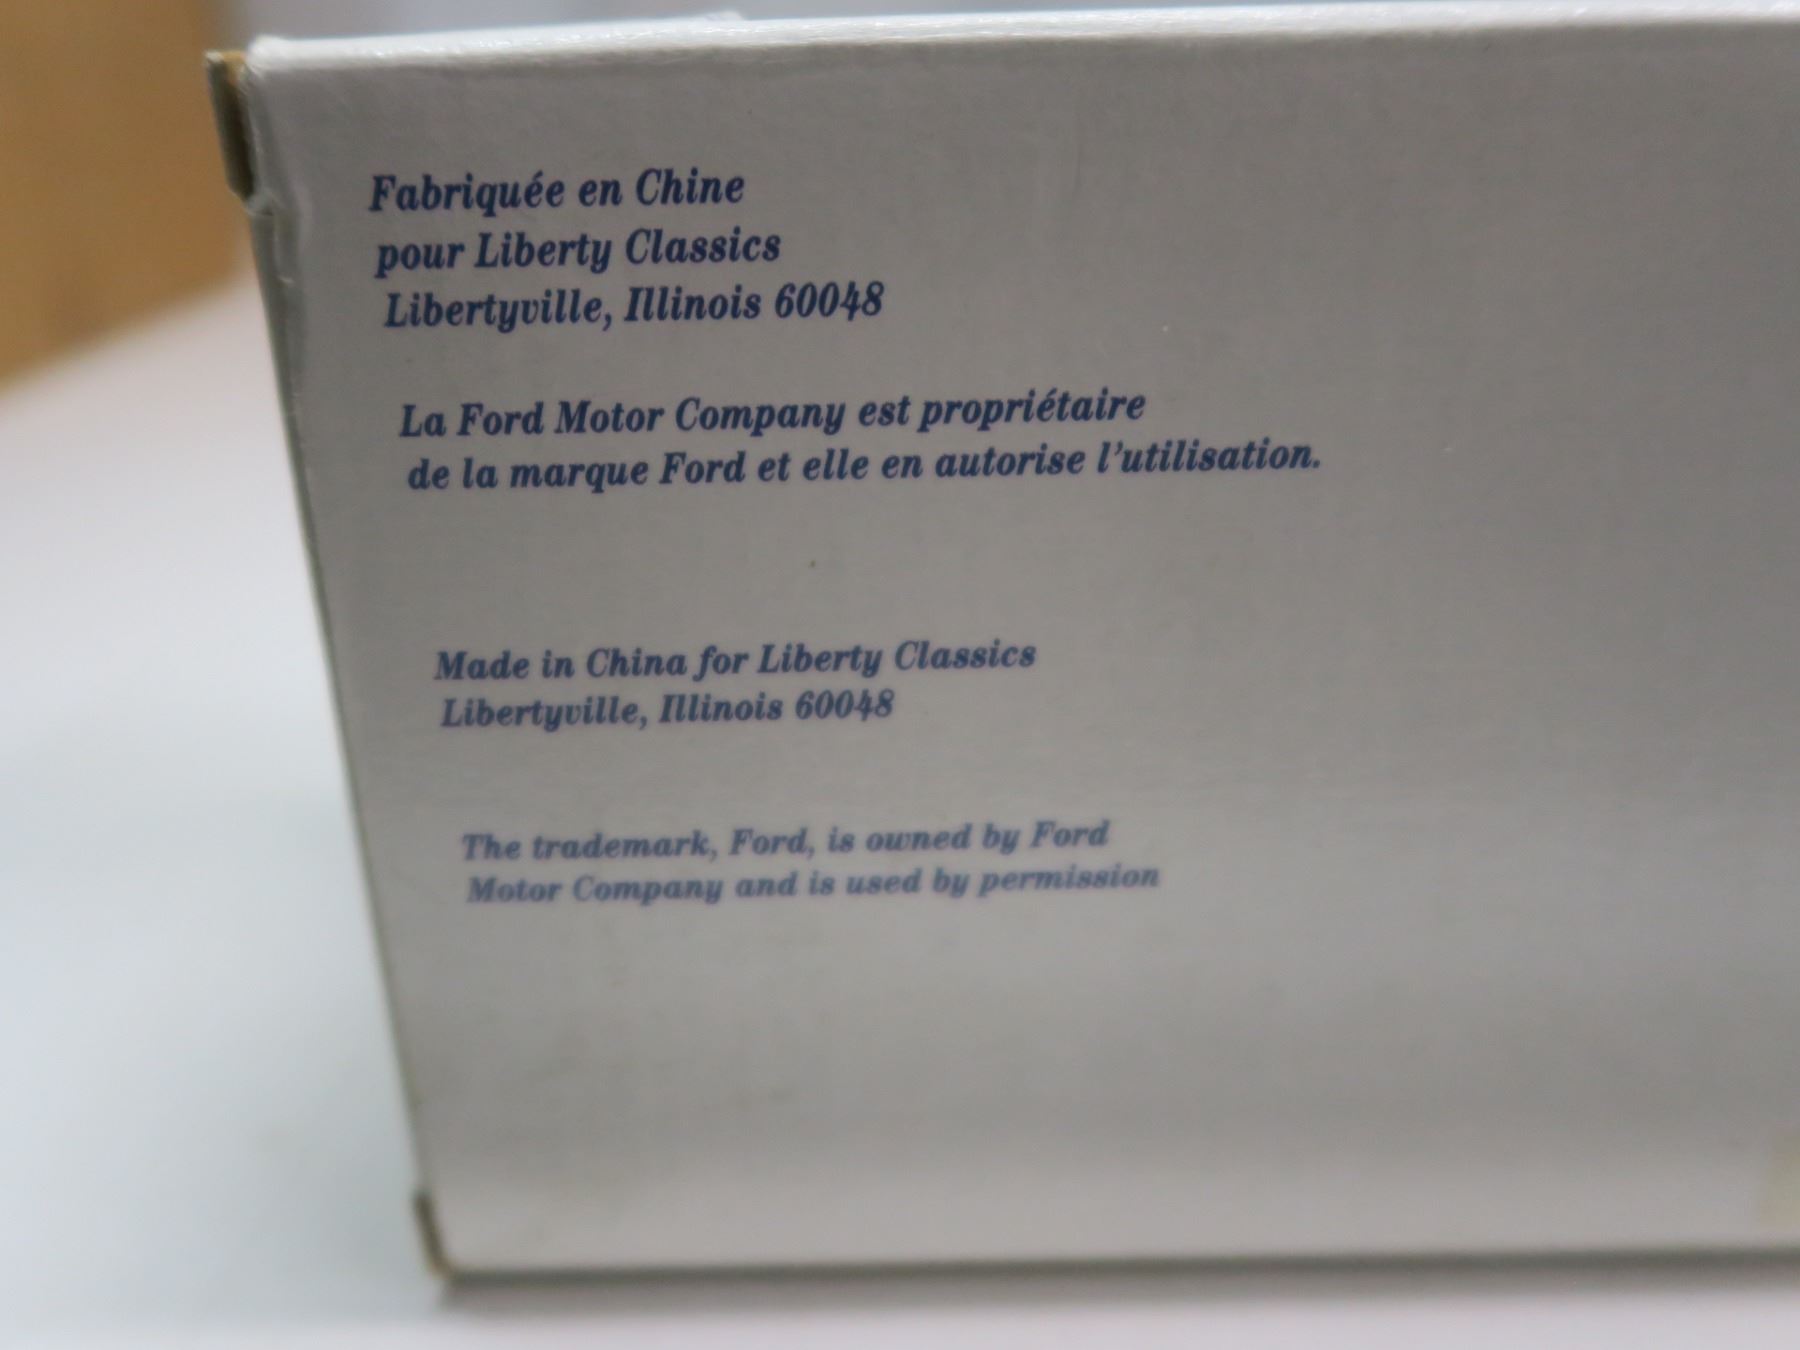 Fabriquée en Chine
pour Liberty Classics
Libertyville, Illinois 60048
La Ford Motor Company est propriétaire
de la marque Ford et elle en autorise l'utilisation.
Made in China for Liberty Classics
Libertyville, Illinois 60048
The trademark, Ford, is owned by Ford
Motor Company and is used by permission